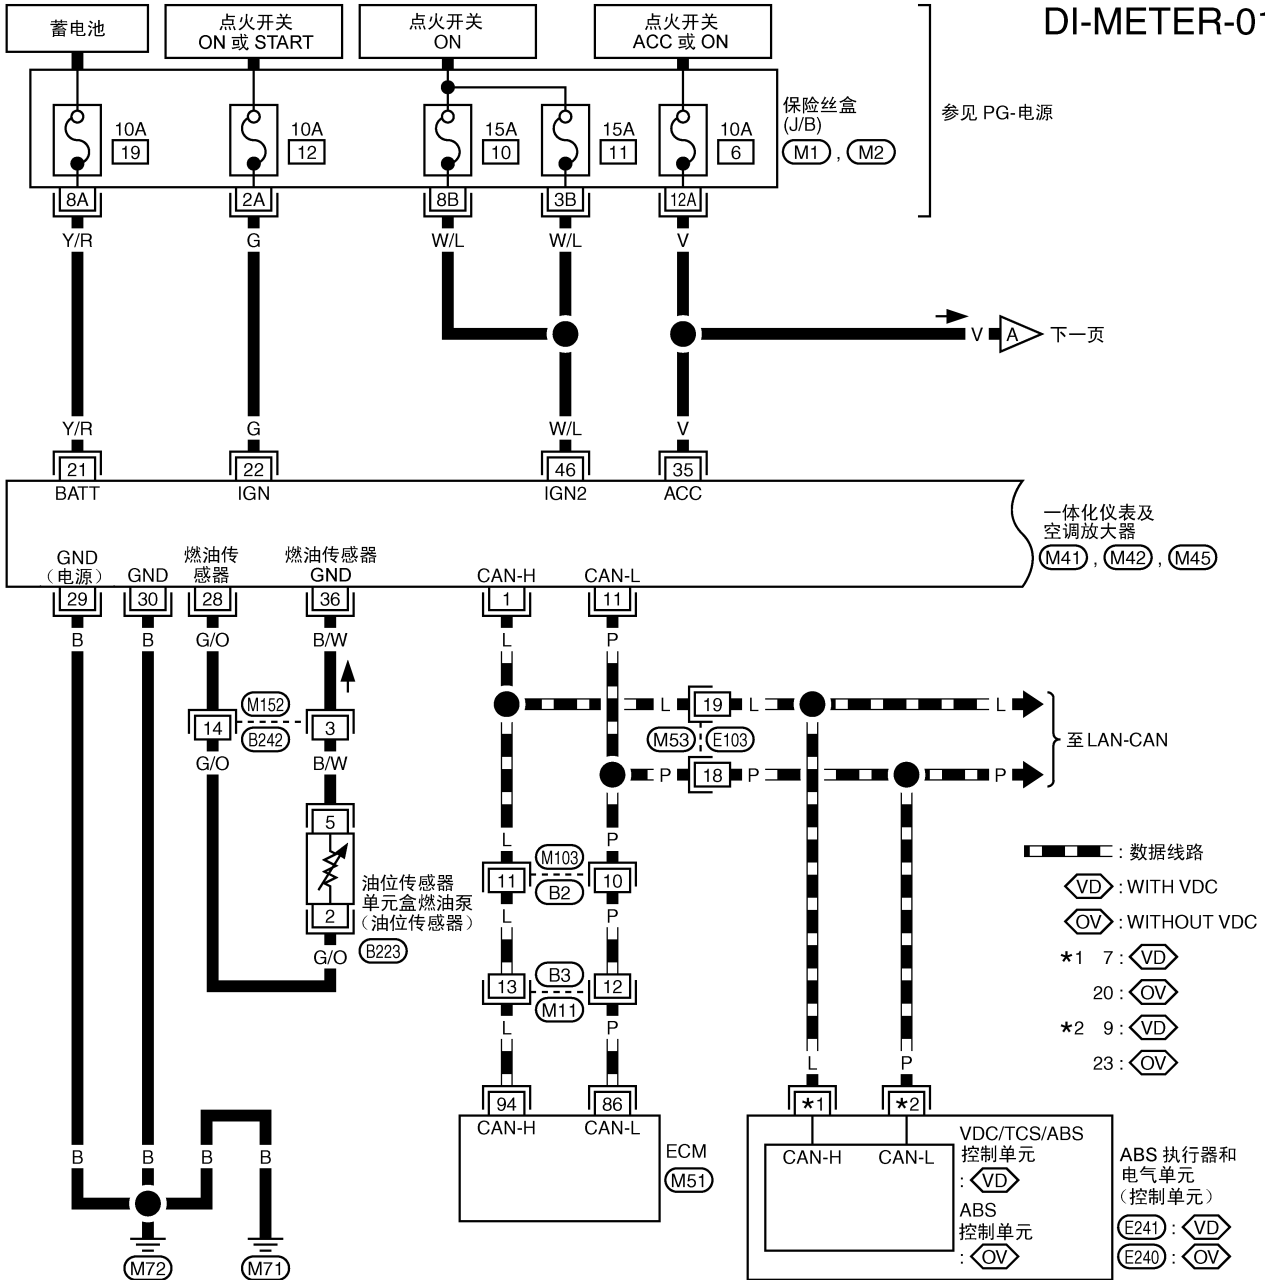 DI-METER-01
蓄电池
点火开关
ON 或 START
点火开关
ON
点火开关
ACC 或 ON
10A
19
10A
12
15A
10
15A
11
10A
6
保险丝盒
(J/B)
M1 , M2
参见 PG-电源
8A
2A
8B
3B
12A
Y/R
G
W/L
W/L
V
V
A
下一页
Y/R
G
W/L
V
21
22
46
35
BATT
IGN
IGN2
ACC
一体化仪表及
空调放大器
M41 , M42 , M45
GND
(电源)
GND
燃油传
感器
燃油传感器
GND
CAN-H
CAN-L
29
30
28
36
1
11
B
B
G/O
B/W
L
P
M152
14
3
B242
G/O
B/W
L
19
L
L
M53
E103
至 LAN-CAN
P
18
P
P
5
2
油位传感器
单元盒燃油泵
(油位传感器)
B223
G/O
L
P
M103
11
10
B2
L
P
B3
13
12
M11
L
P
94
86
CAN-H
CAN-L
ECM
M51
: 数据线路
VD : WITH VDC
OV : WITHOUT VDC
*1 7 : VD
20 : OV
*2 9 : VD
23 : OV
L
P
*1
*2
CAN-H
CAN-L
VDC/TCS/ABS
控制单元
: VD
ABS
控制单元
: OV
ABS 执行器和
电气单元
(控制单元)
E241 : VD
E240 : OV
B
B
B
B
M72
M71